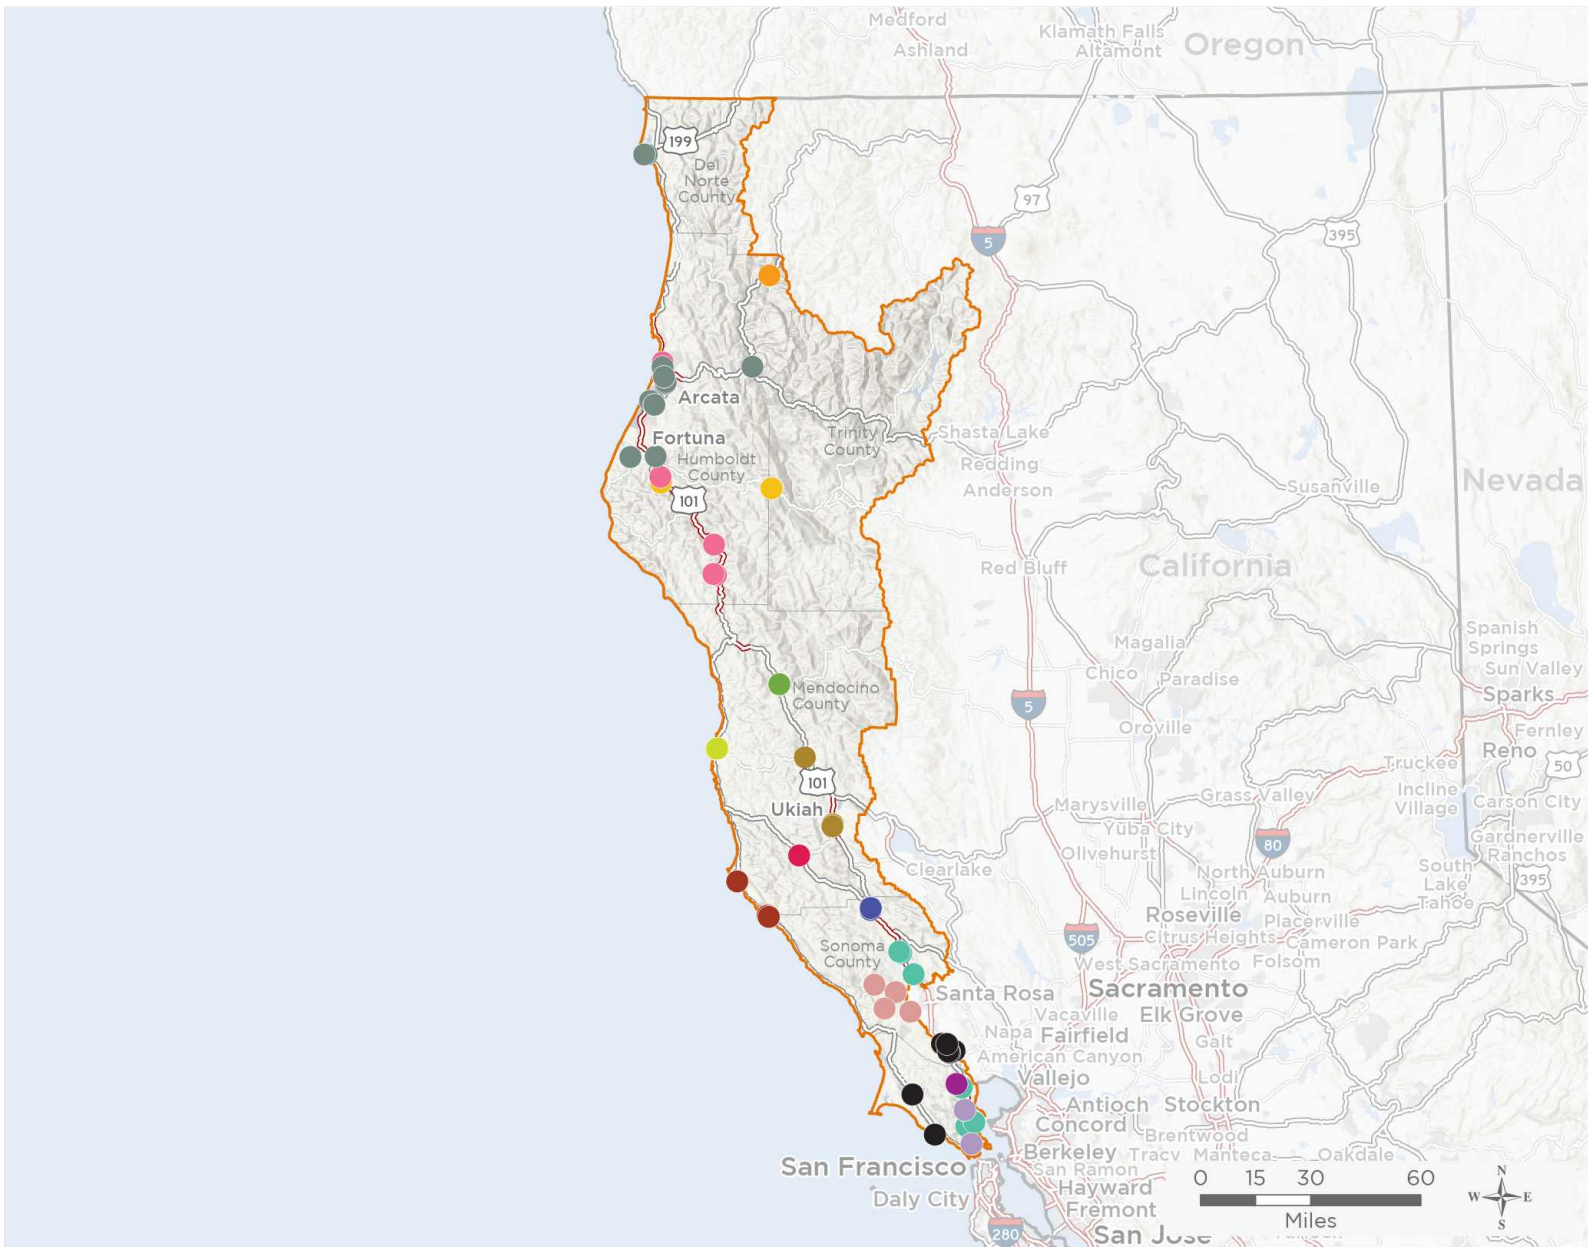 Medford
Ashland
Klamath Falls
Altamont
Oregon
199
Del
Norte
County
97
5
395
Arcata
Fortuna
Humboldt
County
101
Trinity
County
Shasta Lake
Redding
Anderson
Susanville
Nevada
Red Bluff
California
Magalia
Chico
Paradise
Spanish
Springs
Sun Valley
Sparks
Mendocino
County
5
Oroville
Fernley
Reno
50
101
Truckee
Incline
Village
Carson City
Grass Valley
Ukiah
Marysville
Yuba City
Olivehurst
80
Gardnerville
Ranchos
Clearlake
North Auburn
Lincoln
Auburn
South
Lake
Tahoe
395
Roseville
Placerville
Citrus Heights
Cameron Park
Folsom
505
Sonoma
County
West Sacramento
Sacramento
Santa Rosa
Elk Grove
Vacaville
Napa
Fairfield
Galt
American Canyon
Vallejo
Lodi
Antioch
Stockton
Concord
Brentwood
Berkeley
Tracy
Manteca
Oakdale
San Francisco
San Ramon
Hayward
Daly City
Fremont
280
San Jose
0 15 30 60
Miles
N
W E
S